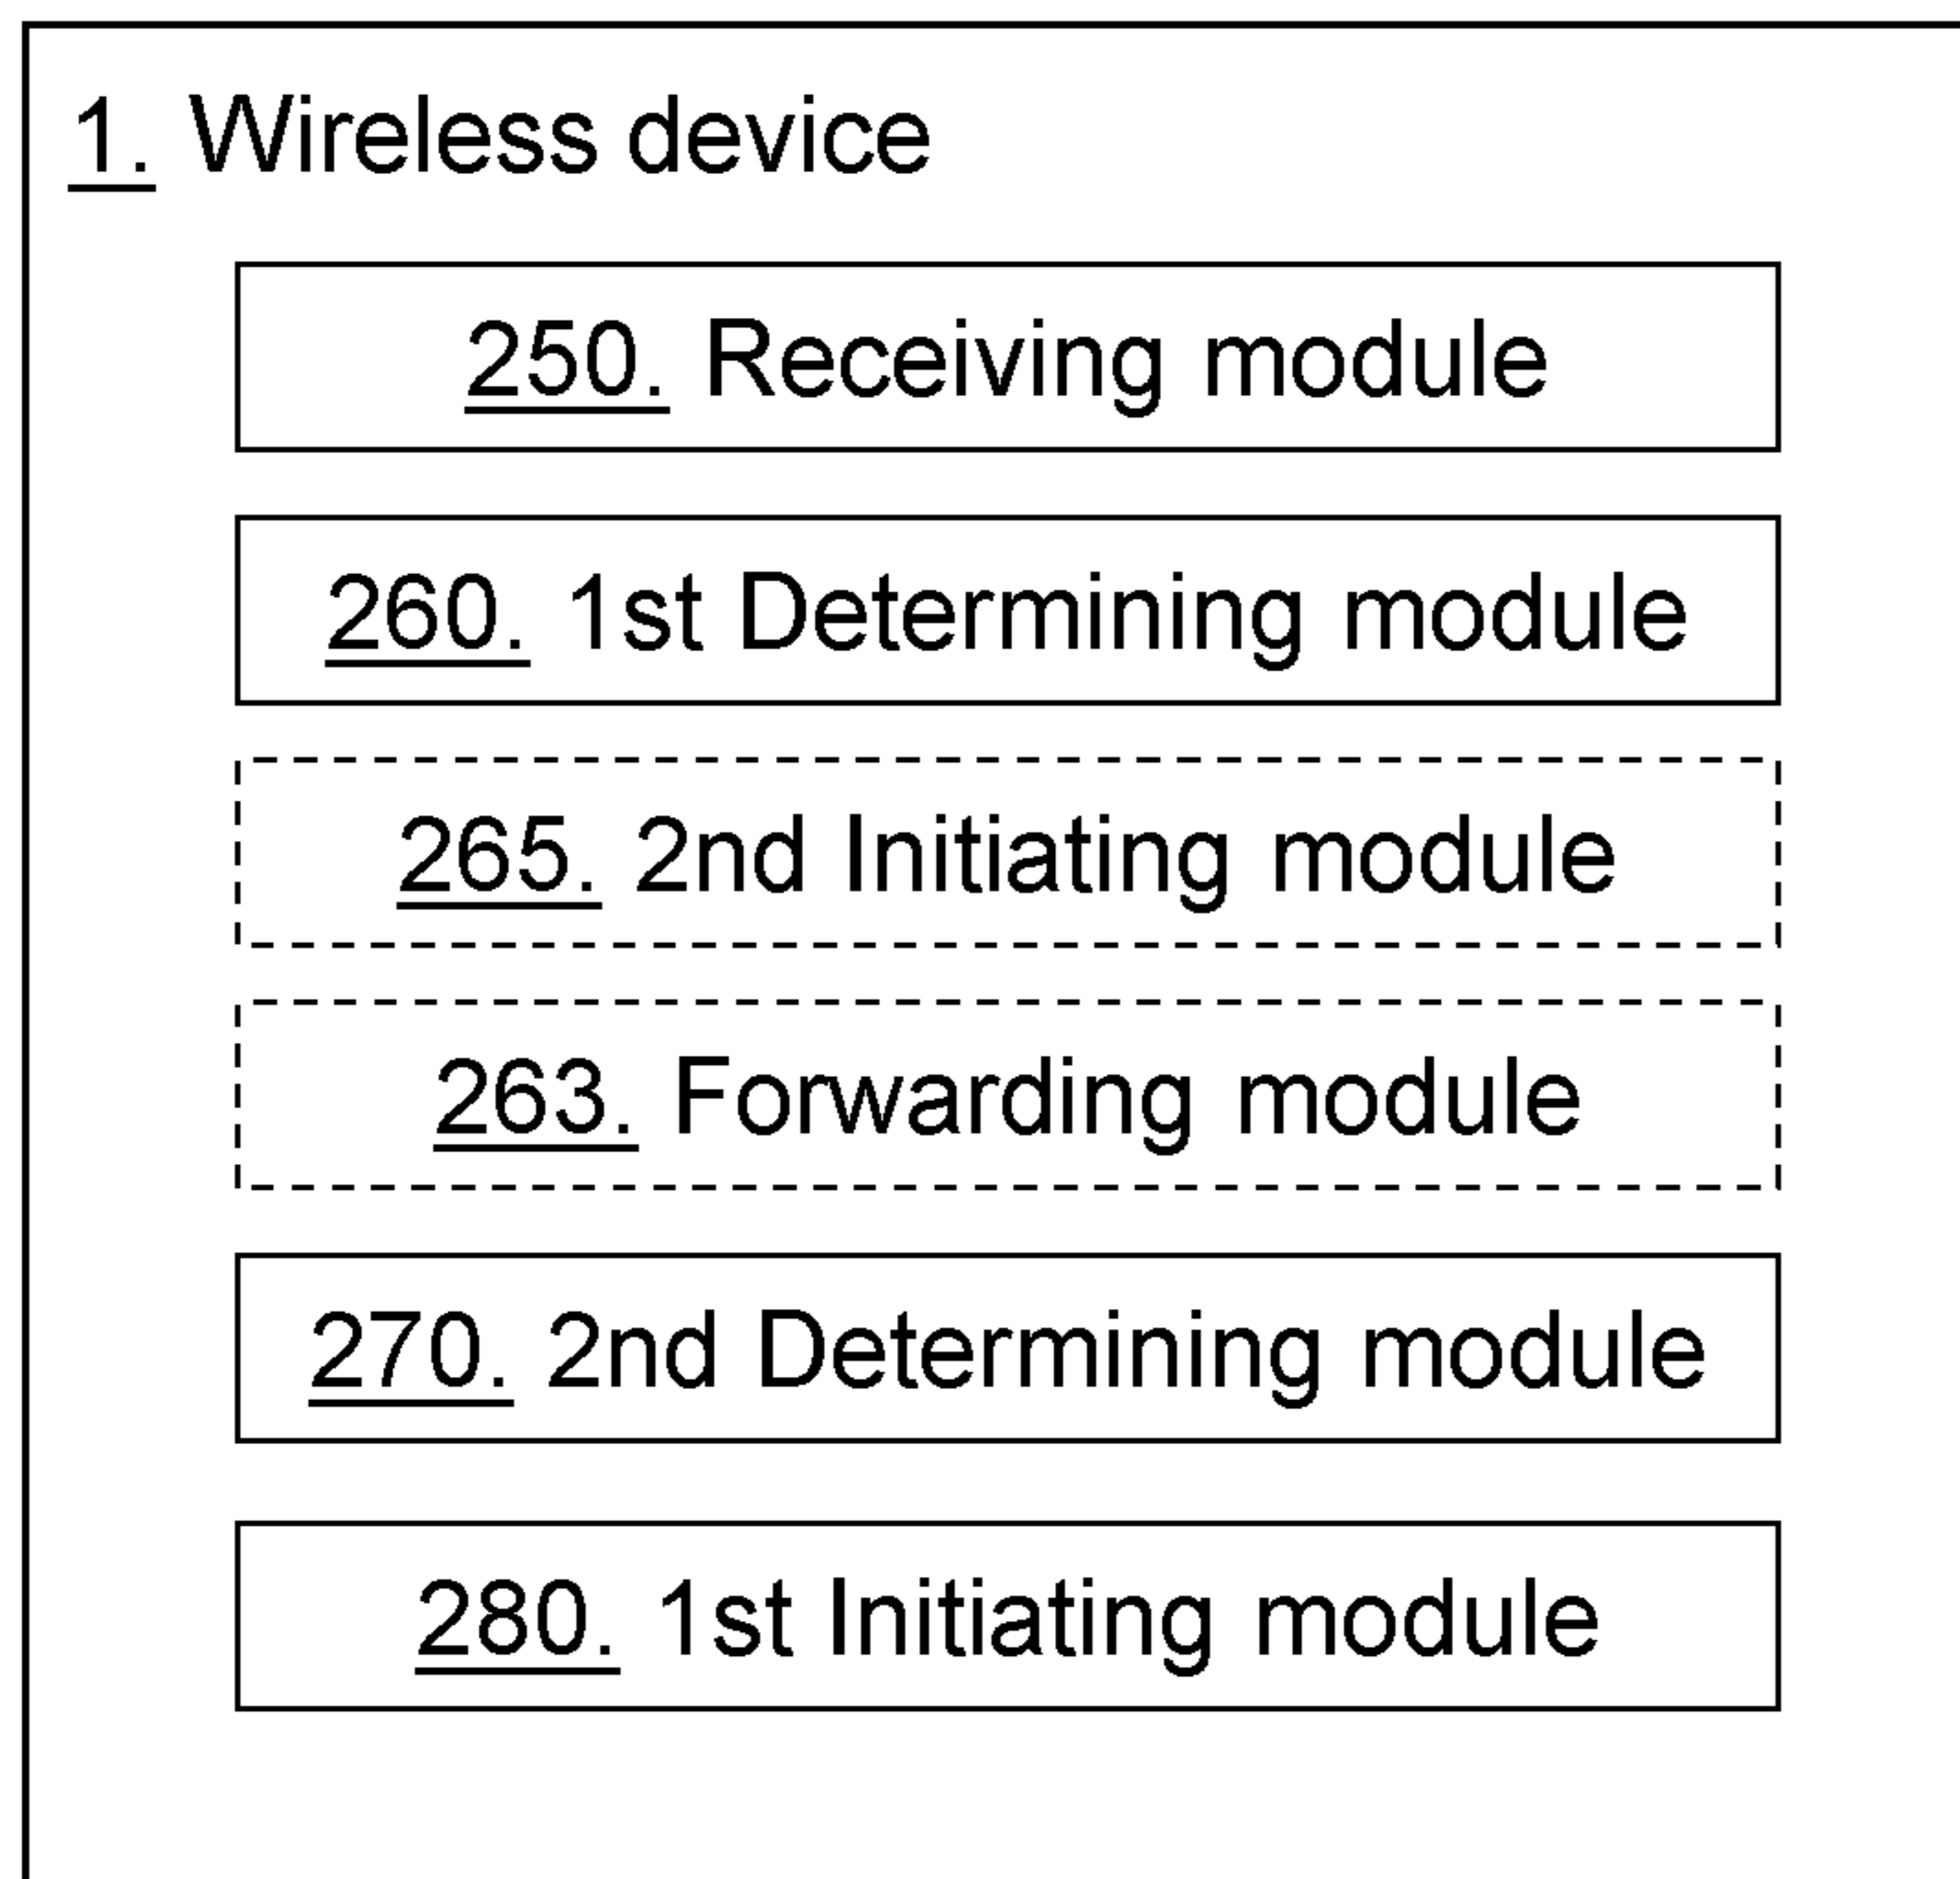 1. Wireless device
250. Receiving module
260. 1st Determining module
265. 2nd Initiating module
263. Forwarding module
270. 2nd Determining module
280. 1st Initiating module